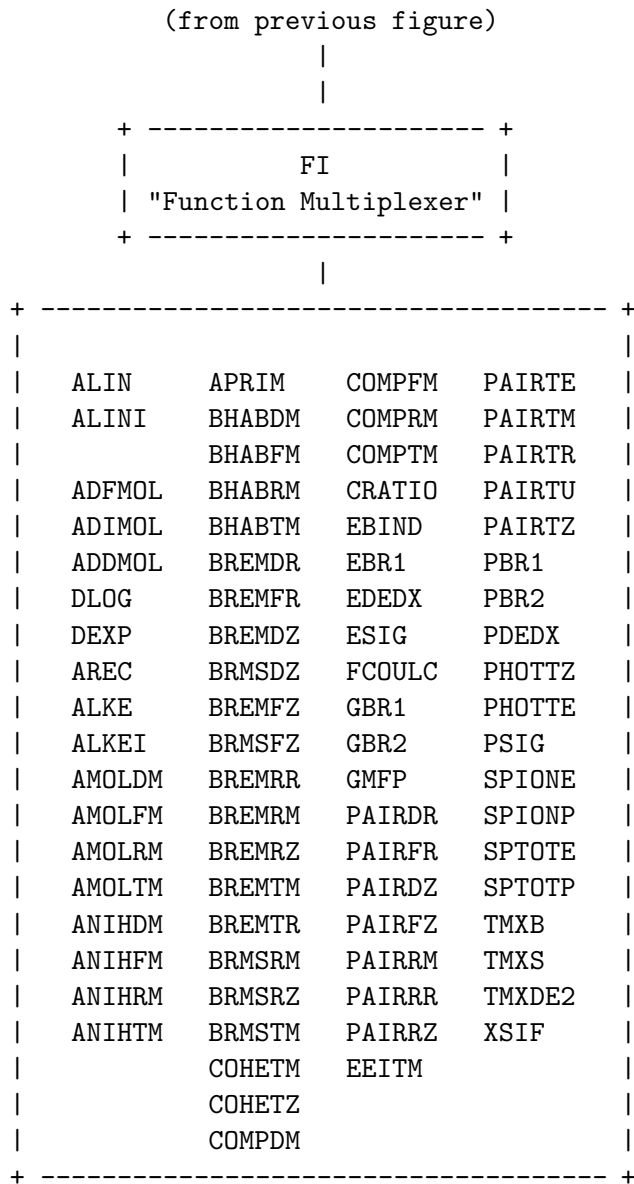 (from previous figure)
|
|
+ ---------------------- +
| FI |
| "Function Multiplexer" |
+ ---------------------- +
|
+ ------------------------------------- +
| |
| ALIN APRIM COMPFM PAIRTE |
| ALINI BHABDM COMPRM PAIRTM |
| BHABFM COMPTM PAIRTR |
| ADFMOL BHABRM CRATIO PAIRTU |
| ADIMOL BHABTM EBIND PAIRTZ |
| ADDMOL BREMDR EBR1 PBR1 |
| DLOG BREMFR EDEDX PBR2 |
| DEXP BREMDZ ESIG PDEDX |
| AREC BRMSDZ FCOULC PHOTTZ |
| ALKE BREMFZ GBR1 PHOTTE |
| ALKEI BRMSFZ GBR2 PSIG |
| AMOLDM BREMRR GMFP SPIONE |
| AMOLFM BREMRM PAIRDR SPIONP |
| AMOLRM BREMRZ PAIRFR SPTOTE |
| AMOLTM BREMTM PAIRDZ SPTOTP |
| ANIHDM BREMTR PAIRFZ TMXB |
| ANIHFM BRMSRM PAIRRM TMXS |
| ANIHRM BRMSRZ PAIRRR TMXDE2 |
| ANIHTM BRMSTM PAIRRZ XSIF |
| COHETM EEITM |
| COHETZ |
| COMPDM |
+ ------------------------------------- +